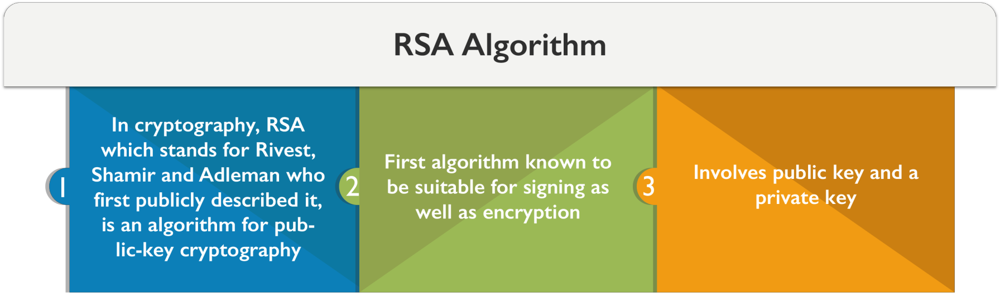 RSA Algorithm
1
In cryptography, RSA
which stands for Rivest,
Shamir and Adleman who
first publicly described it,
is an algorithm for pub-
lic-key cryptography
2
First algorithm known to
be suitable for signing as
well as encryption
3
Involves public key and a
private key